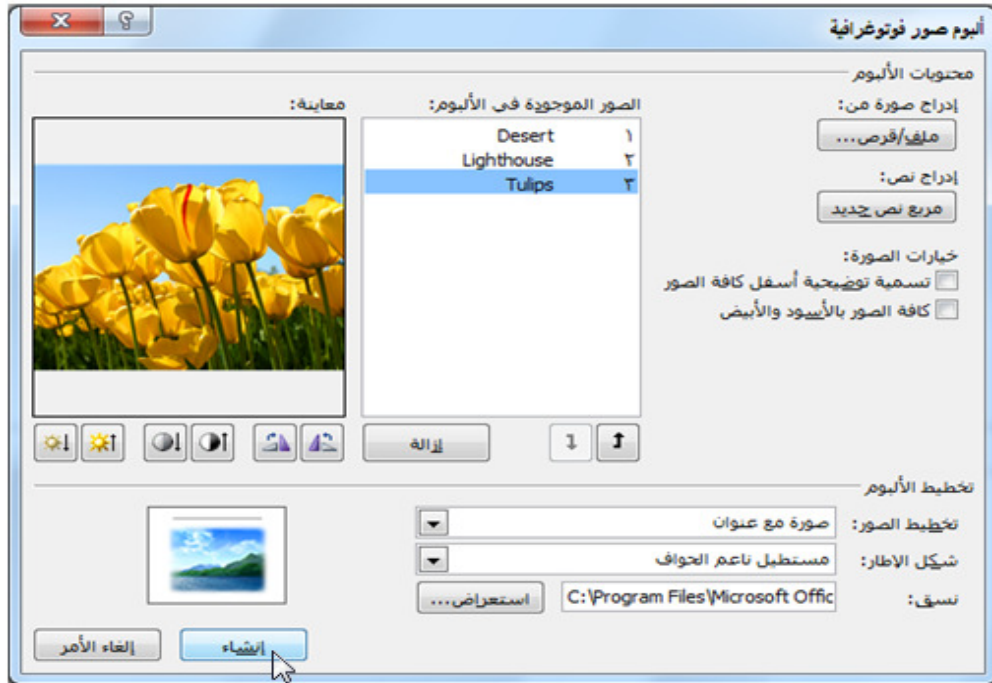 ألبوم صور فوتوغرافية
محتويات الألبوم
إدراج صورة من:
الصور الموجودة في الألبوم:
معاينة:
ملف/قرص...
١ Desert
٢ Lighthouse
٣ Tulips
إدراج نص:
مربع نص جديد
خيارات الصورة:
تسمية توضيحية أسفل كافة الصور
كافة الصور بالأسود والأبيض
إزالة
تخطيط الألبوم
تخطيط الصور: صورة مع عنوان
شكل الإطار: مستطيل ناعم الحواف
نسق: C:\Program Files\Microsoft Offic استعراض...
إنشاء
إلغاء الأمر